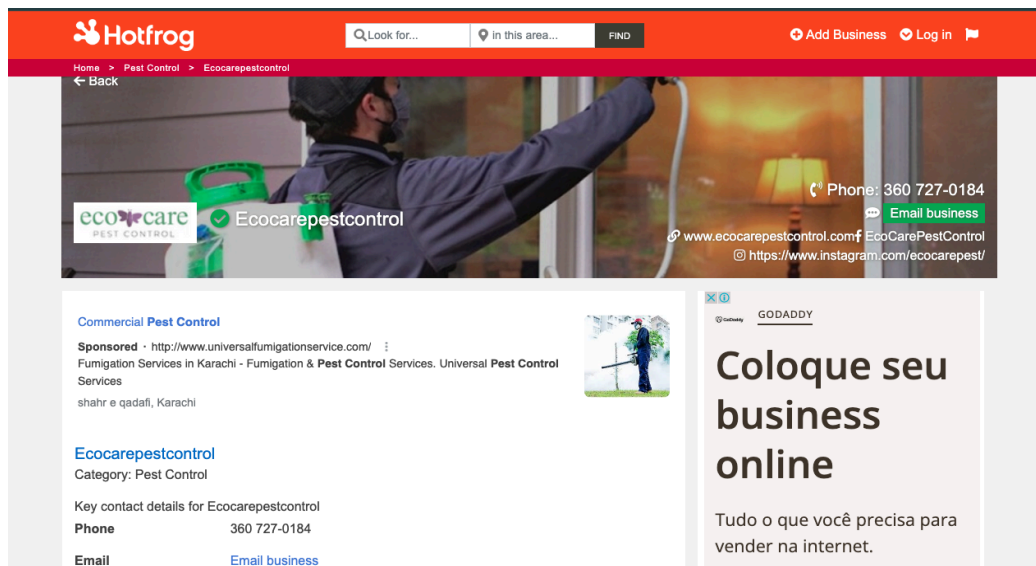 Hotfrog
Look for...
in this area...
FIND
Add Business
Log in
Home > Pest Control > Ecocarepestcontrol
Back
Phone: 360 727-0184
eco care
PEST CONTROL
Ecocarepestcontrol
Email business
www.ecocarepestcontrol.com EcoCarePestControl
https://www.instagram.com/ecocarepest/
Commercial Pest Control
Sponsored · http://www.universalfumigationservice.com/
Fumigation Services in Karachi - Fumigation & Pest Control Services. Universal Pest Control
Services
shahr e qadafi, Karachi
Ecocarepestcontrol
Category: Pest Control
Key contact details for Ecocarepestcontrol
Phone 360 727-0184
Email Email business
GoDaddy
GODADDY
Coloque seu
business
online
Tudo o que você precisa para
vender na internet.